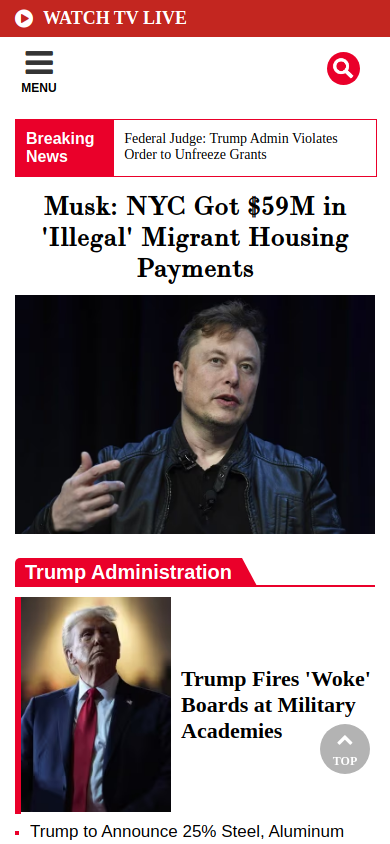 WATCH TV LIVE
MENU
Breaking
News
Federal Judge: Trump Admin Violates
Order to Unfreeze Grants
Musk: NYC Got $59M in
'Illegal' Migrant Housing
Payments
Trump Administration
Trump Fires 'Woke'
Boards at Military
Academies
TOP
Trump to Announce 25% Steel, Aluminum